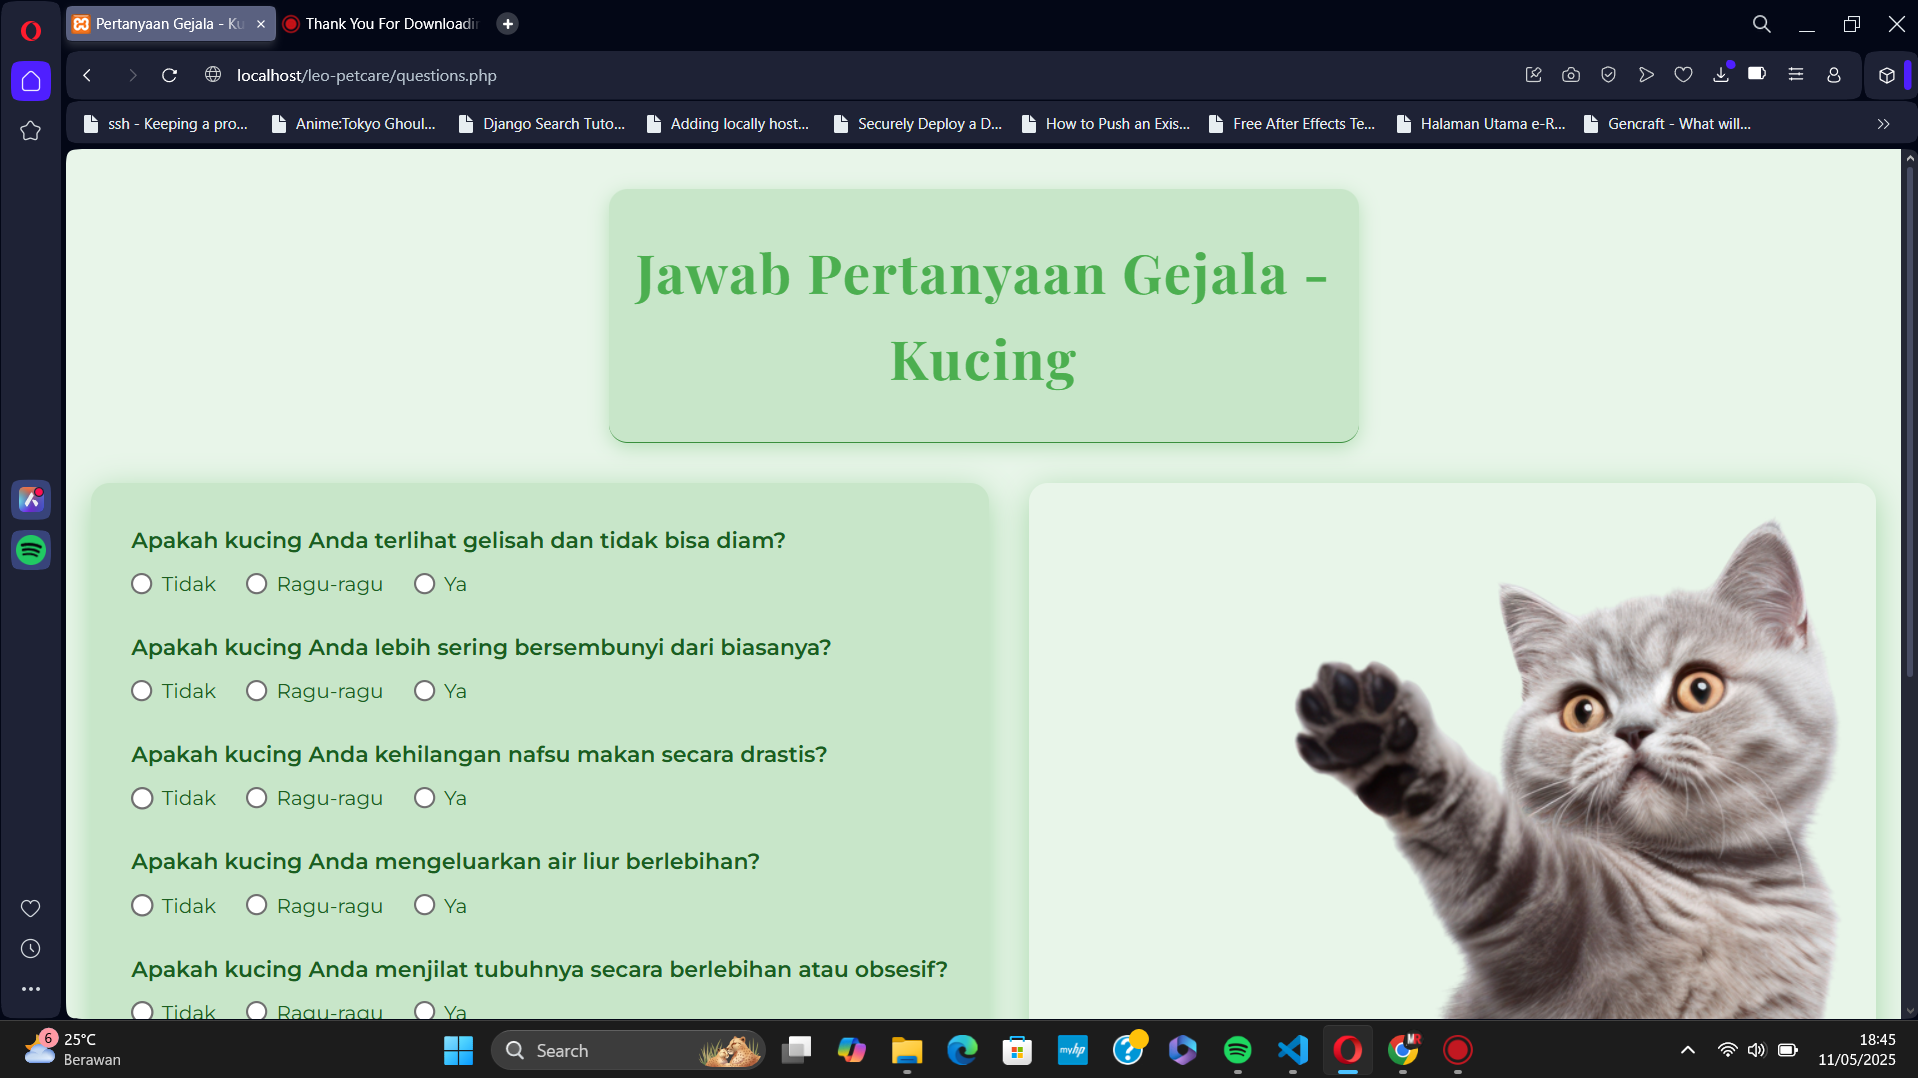 Pertanyaan Gejala - Ku
Thank You For Downloadin
localhost/leo-petcare/questions.php
ssh - Keeping a pro...
Anime:Tokyo Ghoul...
Django Search Tuto...
Adding locally host...
Securely Deploy a D...
How to Push an Exis...
Free After Effects Te...
Halaman Utama e-R...
Gencraft - What will...
Jawab Pertanyaan Gejala -
Kucing
Apakah kucing Anda terlihat gelisah dan tidak bisa diam?
Tidak Ragu-ragu Ya
Apakah kucing Anda lebih sering bersembunyi dari biasanya?
Tidak Ragu-ragu Ya
Apakah kucing Anda kehilangan nafsu makan secara drastis?
Tidak Ragu-ragu Ya
Apakah kucing Anda mengeluarkan air liur berlebihan?
Tidak Ragu-ragu Ya
Apakah kucing Anda menjilat tubuhnya secara berlebihan atau obsesif?
Tidak Ragu-ragu Ya
6
25°C
Berawan
Search
myhp
MR
18:45
11/05/2025